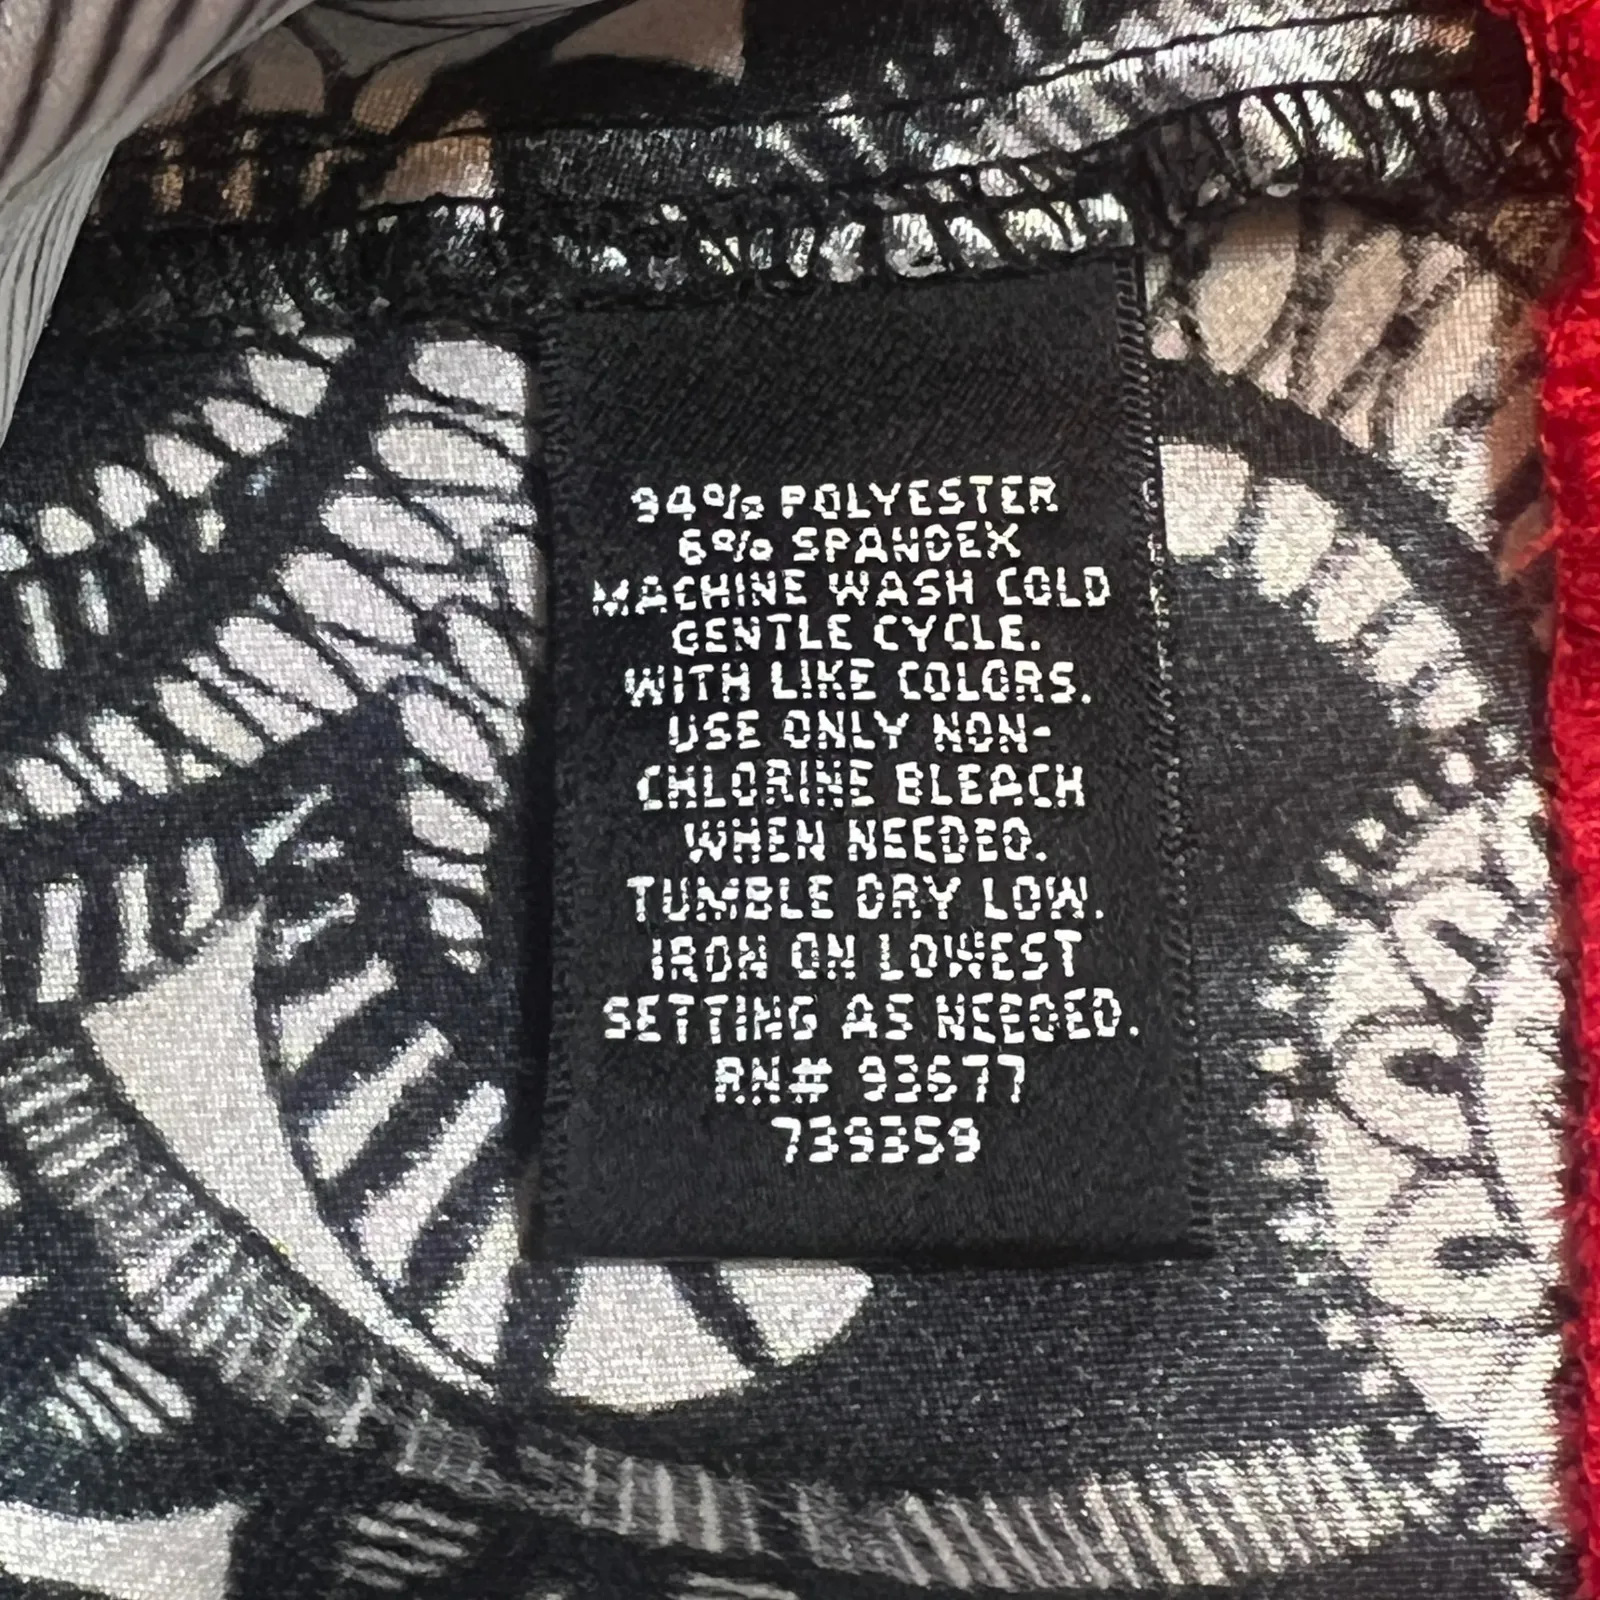 94% POLYESTER
6% SPANDEX
MACHINE WASH COLD
GENTLE CYCLE.
WITH LIKE COLORS.
USE ONLY NON-
CHLORINE BLEACH
WHEN NEEDED.
TUMBLE DRY LOW.
IRON ON LOWEST
SETTING AS NEEDED.
RN# 93677
739359